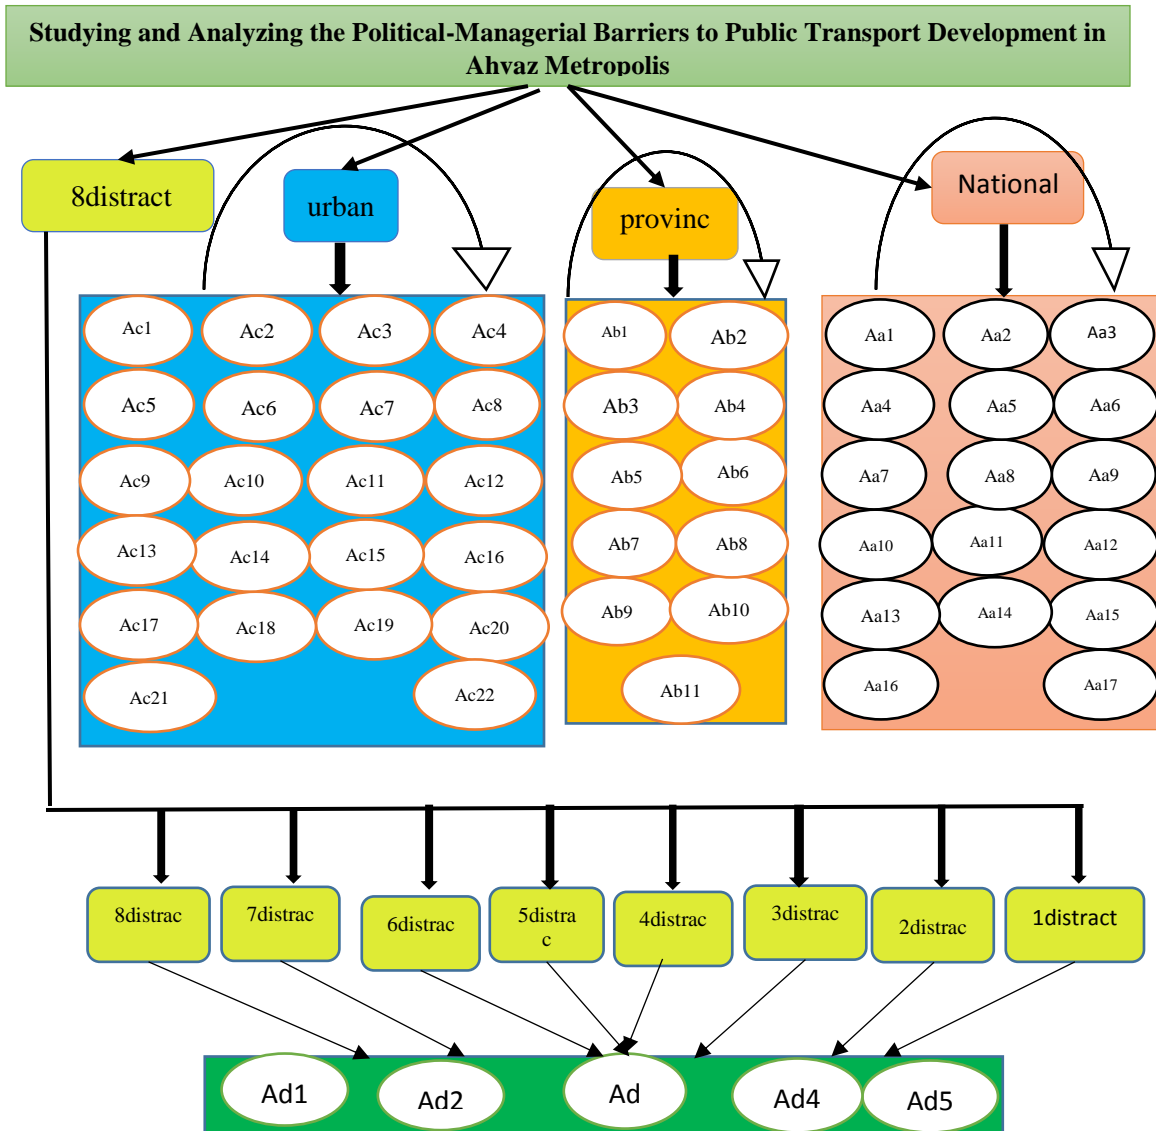 Studying and Analyzing the Political-Managerial Barriers to Public Transport Development in
Ahvaz Metropolis
8distract
urban
provinc
National
Ac1
Ac2
Ac3
Ac4
Ac5
Ac6
Ac7
Ac8
Ac9
Ac10
Ac11
Ac12
Ac13
Ac14
Ac15
Ac16
Ac17
Ac18
Ac19
Ac20
Ac21
Ac22
Ab1
Ab2
Ab3
Ab4
Ab5
Ab6
Ab7
Ab8
Ab9
Ab10
Ab11
Aa1
Aa2
Aa3
Aa4
Aa5
Aa6
Aa7
Aa8
Aa9
Aa10
Aa11
Aa12
Aa13
Aa14
Aa15
Aa16
Aa17
8distrac
7distrac
6distrac
5distra
c
4distrac
3distrac
2distrac
1distract
Ad1
Ad2
Ad
Ad4
Ad5